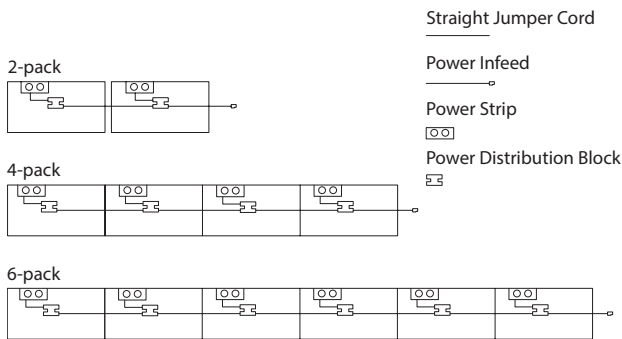 Straight Jumper Cord
Power Infeed
2-pack
Power Strip
Power Distribution Block
4-pack
6-pack